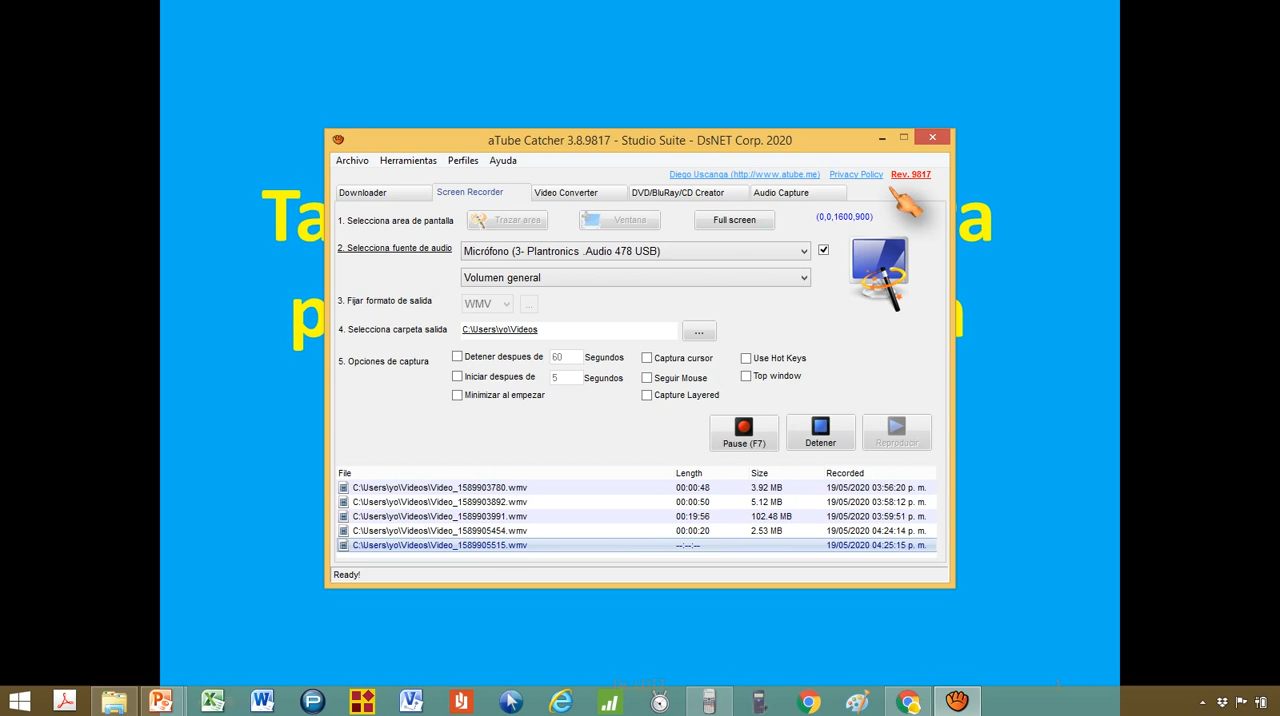 aTube Catcher 3.8.9817 - Studio Suite - DsNET Corp. 2020
Archivo Herramientas Perfiles Ayuda
Diego Uscanga (http://www.atube.me) Privacy Policy Rev. 9817
Downloader Screen Recorder Video Converter DVD/BluRay/CD Creator Audio Capture
1. Selecciona area de pantalla Trazar area Ventana Full screen (0,0,1600,900)
2. Selecciona fuente de audio Micrófono (3- Plantronics .Audio 478 USB)
Volumen general
3. Fijar formato de salida WMV ...
4. Selecciona carpeta salida C:\Users\yo\Videos ...
5. Opciones de captura Detener despues de 60 Segundos Captura cursor Use Hot Keys
Iniciar despues de 5 Segundos Seguir Mouse Top window
Minimizar al empezar Capture Layered
Pause (F7) Detener Reproducir
File Length Size Recorded
C:\Users\yo\Videos\Video_1589903780.wmv 00:00:48 3.92 MB 19/05/2020 03:56:20 p. m.
C:\Users\yo\Videos\Video_1589903892.wmv 00:00:50 5.12 MB 19/05/2020 03:58:12 p. m.
C:\Users\yo\Videos\Video_1589903991.wmv 00:19:56 102.48 MB 19/05/2020 03:59:51 p. m.
C:\Users\yo\Videos\Video_1589905454.wmv 00:00:20 2.53 MB 19/05/2020 04:24:14 p. m.
C:\Users\yo\Videos\Video_1589905515.wmv --:--:-- 19/05/2020 04:25:15 p. m.
Ready!